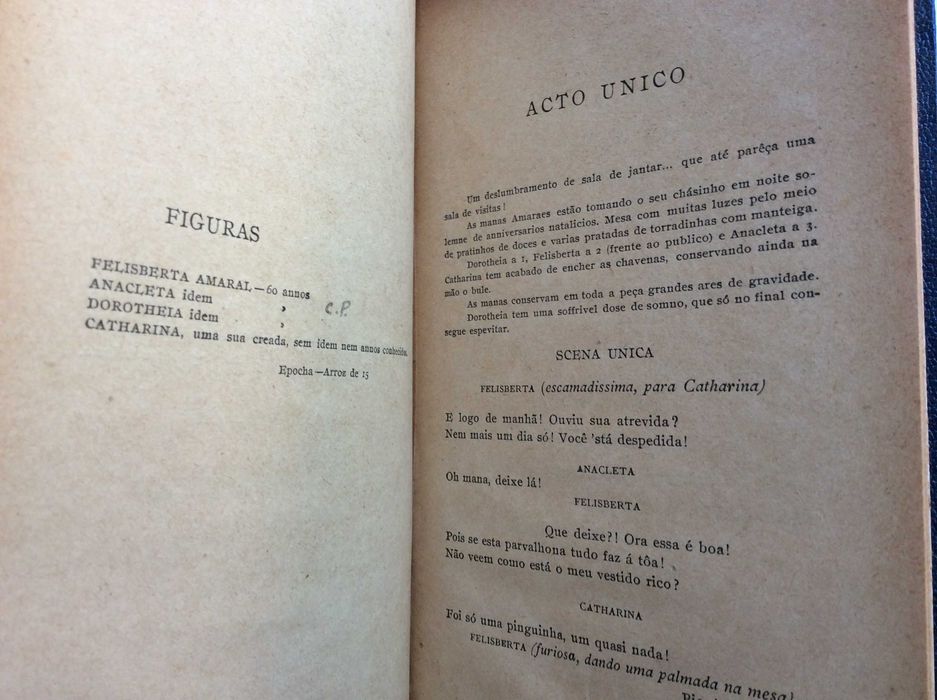 FIGURAS
FELISBERTA AMARAL—60 annos
ANACLETA idem »
DOROTHEIA idem »
C.P.
CATHARINA, uma sua creada, sem idem nem annos conhecidos.
Epocha—Arroz de 15
ACTO UNICO
Um deslumbramento de sala de jantar... que até parêça uma
sala de visitas!
As manas Amaraes estão tomando o seu chásinho em noite so-
lemne de anniversarios natalicios. Mesa com muitas luzes pelo meio
de pratinhos de doces e varias pratadas de torradinhas com manteiga.
Dorotheia a 1, Felisberta a 2 (frente ao publico) e Anacleta a 3.
Catharina tem acabado de encher as chavenas, conservando ainda na
mão o bule.
As manas conservam em toda a peça grandes ares de gravidade.
Dorotheia tem uma soffrivel dose de somno, que só no final con-
segue espevitar.
SCENA UNICA
FELISBERTA (escamadissima, para Catharina)
E logo de manhã! Ouviu sua atrevida?
Nem mais um dia só! Você 'stá despedida!
ANACLETA
Oh mana, deixe lá!
FELISBERTA
Que deixe?! Ora essa é boa!
Pois se esta parvalhona tudo faz á tôa!
Não veem como está o meu vestido rico?
CATHARINA
Foi só uma pinguinha, um quasi nada!
FELISBERTA (furiosa, dando uma palmada na mesa)